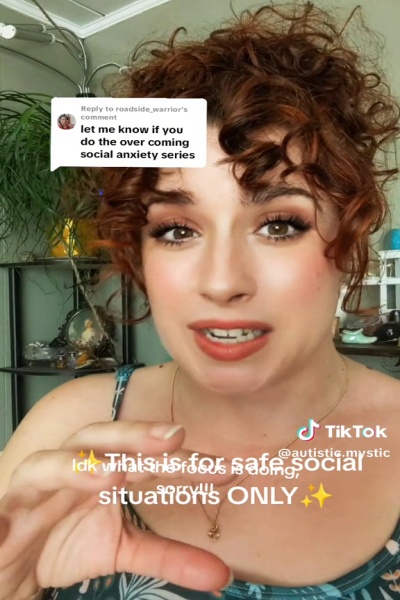 Reply to roadside_warrior's
comment
let me know if you
do the over coming
social anxiety series
TikTok
@autistic.mystic
✨This is for safe social
situations ONLY✨
Idk what the focus is doing,
sorry!!!